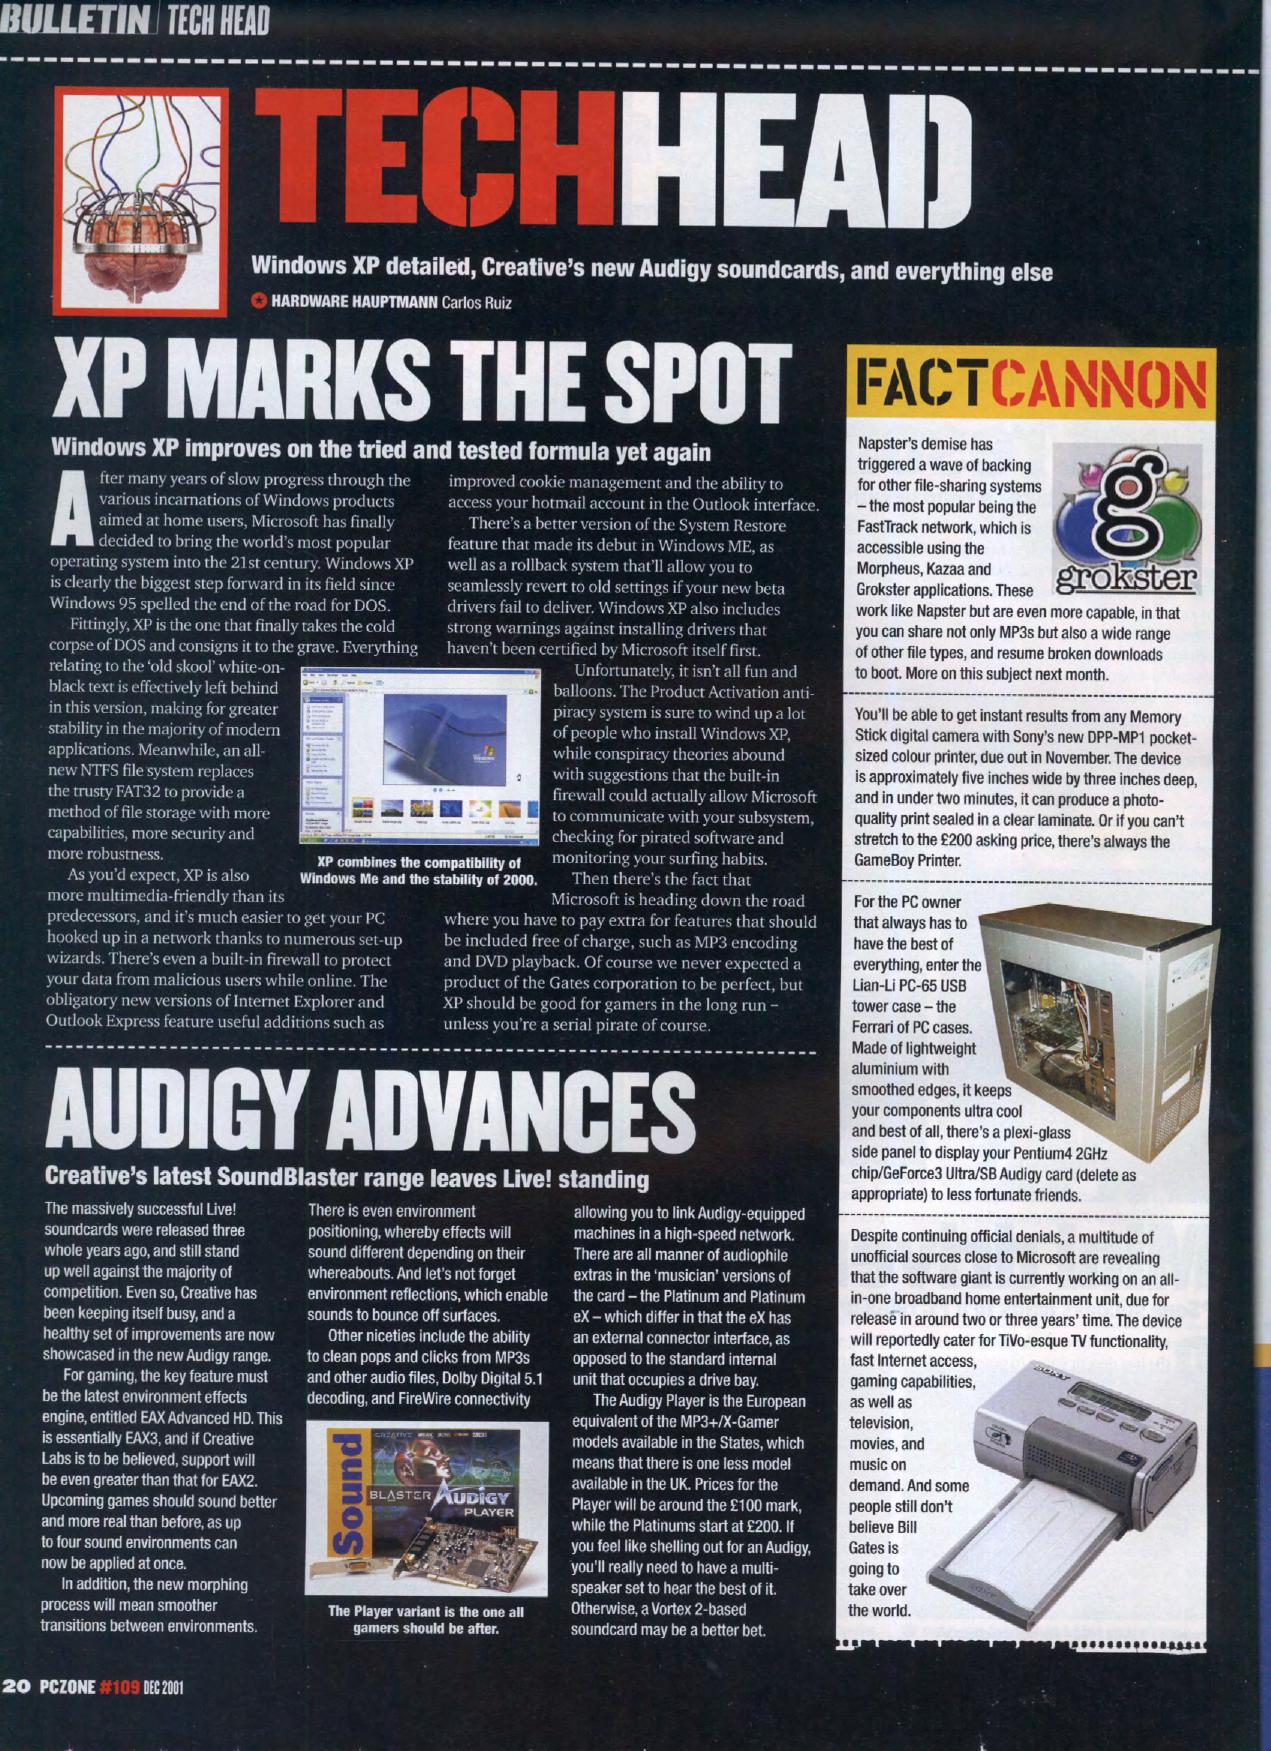 BULLETIN TECH HEAD
TECHHEAD
Windows XP detailed, Creative's new Audigy soundcards, and everything else
HARDWARE HAUPTMANN Carlos Ruiz
XP MARKS THE SPOT
Windows XP improves on the tried and tested formula yet again
After many years of slow progress through the
various incarnations of Windows products
aimed at home users, Microsoft has finally
decided to bring the world's most popular
operating system into the 21st century. Windows XP
is clearly the biggest step forward in its field since
Windows 95 spelled the end of the road for DOS.
Fittingly, XP is the one that finally takes the cold
corpse of DOS and consigns it to the grave. Everything
relating to the 'old skool' white-on-
black text is effectively left behind
in this version, making for greater
stability in the majority of modern
applications. Meanwhile, an all-
new NTFS file system replaces
the trusty FAT32 to provide a
method of file storage with more
capabilities, more security and
more robustness.
As you'd expect, XP is also
more multimedia-friendly than its
predecessors, and it's much easier to get your PC
hooked up in a network thanks to numerous set-up
wizards. There's even a built-in firewall to protect
your data from malicious users while online. The
obligatory new versions of Internet Explorer and
Outlook Express feature useful additions such as
improved cookie management and the ability to
access your hotmail account in the Outlook interface.
There's a better version of the System Restore
feature that made its debut in Windows ME, as
well as a rollback system that'll allow you to
seamlessly revert to old settings if your new beta
drivers fail to deliver. Windows XP also includes
strong warnings against installing drivers that
haven't been certified by Microsoft itself first.
Unfortunately, it isn't all fun and
balloons. The Product Activation anti-
piracy system is sure to wind up a lot
of people who install Windows XP,
while conspiracy theories abound
with suggestions that the built-in
firewall could actually allow Microsoft
to communicate with your subsystem,
checking for pirated software and
monitoring your surfing habits.
Then there's the fact that
Microsoft is heading down the road
where you have to pay extra for features that should
be included free of charge, such as MP3 encoding
and DVD playback. Of course we never expected a
product of the Gates corporation to be perfect, but
XP should be good for gamers in the long run –
unless you're a serial pirate of course.
XP combines the compatibility of
Windows Me and the stability of 2000.
AUDIGY ADVANCES
Creative's latest SoundBlaster range leaves Live! standing
The massively successful Live!
soundcards were released three
whole years ago, and still stand
up well against the majority of
competition. Even so, Creative has
been keeping itself busy, and a
healthy set of improvements are now
showcased in the new Audigy range.
For gaming, the key feature must
be the latest environment effects
engine, entitled EAX Advanced HD. This
is essentially EAX3, and if Creative
Labs is to be believed, support will
be even greater than that for EAX2.
Upcoming games should sound better
and more real than before, as up
to four sound environments can
now be applied at once.
In addition, the new morphing
process will mean smoother
transitions between environments.
There is even environment
positioning, whereby effects will
sound different depending on their
whereabouts. And let's not forget
environment reflections, which enable
sounds to bounce off surfaces.
Other niceties include the ability
to clean pops and clicks from MP3s
and other audio files, Dolby Digital 5.1
decoding, and FireWire connectivity
CREATIVE
Sound
BLASTER AUDIGY
PLAYER
The Player variant is the one all
gamers should be after.
allowing you to link Audigy-equipped
machines in a high-speed network.
There are all manner of audiophile
extras in the 'musician' versions of
the card – the Platinum and Platinum
eX – which differ in that the eX has
an external connector interface, as
opposed to the standard internal
unit that occupies a drive bay.
The Audigy Player is the European
equivalent of the MP3+/X-Gamer
models available in the States, which
means that there is one less model
available in the UK. Prices for the
Player will be around the £100 mark,
while the Platinums start at £200. If
you feel like shelling out for an Audigy,
you'll really need to have a multi-
speaker set to hear the best of it.
Otherwise, a Vortex 2-based
soundcard may be a better bet.
FACTCANNON
Napster's demise has
triggered a wave of backing
for other file-sharing systems
– the most popular being the
FastTrack network, which is
accessible using the
Morpheus, Kazaa and
Grokster applications. These
work like Napster but are even more capable, in that
you can share not only MP3s but also a wide range
of other file types, and resume broken downloads
to boot. More on this subject next month.
g
grokster
You'll be able to get instant results from any Memory
Stick digital camera with Sony's new DPP-MP1 pocket-
sized colour printer, due out in November. The device
is approximately five inches wide by three inches deep,
and in under two minutes, it can produce a photo-
quality print sealed in a clear laminate. Or if you can't
stretch to the £200 asking price, there's always the
GameBoy Printer.
For the PC owner
that always has to
have the best of
everything, enter the
Lian-Li PC-65 USB
tower case – the
Ferrari of PC cases.
Made of lightweight
aluminium with
smoothed edges, it keeps
your components ultra cool
and best of all, there's a plexi-glass
side panel to display your Pentium4 2GHz
chip/GeForce3 Ultra/SB Audigy card (delete as
appropriate) to less fortunate friends.
Despite continuing official denials, a multitude of
unofficial sources close to Microsoft are revealing
that the software giant is currently working on an all-
in-one broadband home entertainment unit, due for
release in around two or three years' time. The device
will reportedly cater for TiVo-esque TV functionality,
fast Internet access,
gaming capabilities,
as well as
television,
movies, and
music on
demand. And some
people still don't
believe Bill
Gates is
going to
take over
the world.
SONY
20 PCZONE #109 DEC 2001